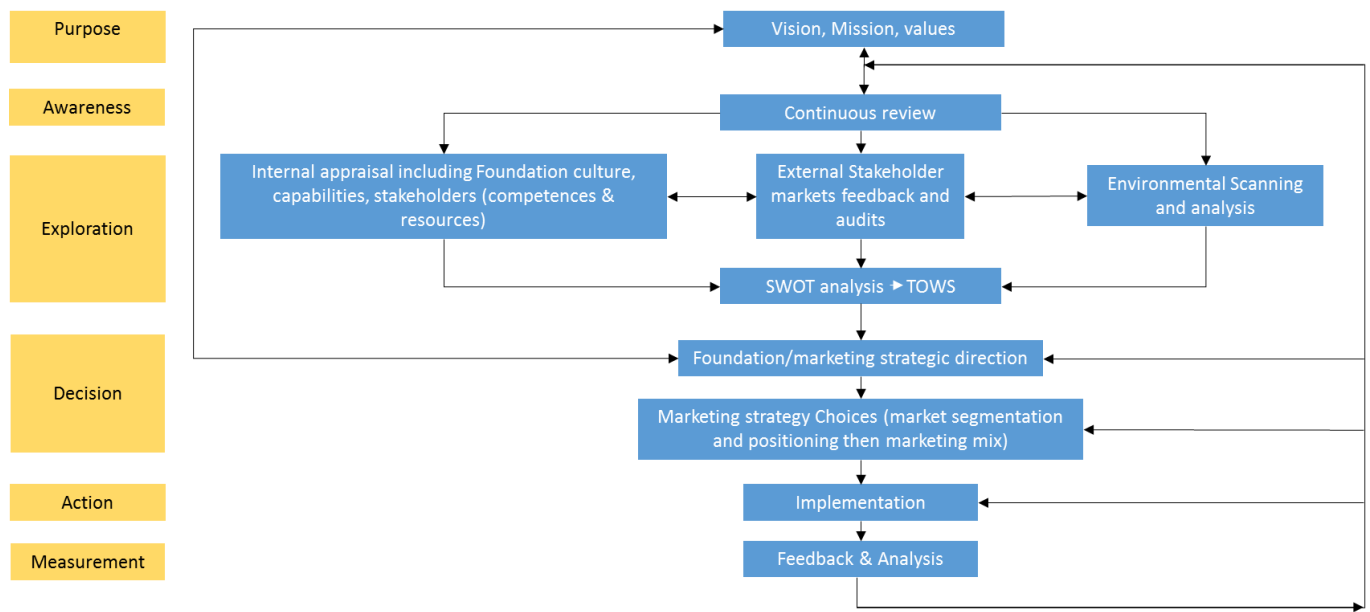 Purpose
Vision, Mission, values
Awareness
Continuous review
Exploration
Internal appraisal including Foundation culture,
capabilities, stakeholders (competences &
resources)
External Stakeholder
markets feedback and
audits
Environmental Scanning
and analysis
SWOT analysis → TOWS
Decision
Foundation/marketing strategic direction
Marketing strategy Choices (market segmentation
and positioning then marketing mix)
Action
Implementation
Measurement
Feedback & Analysis